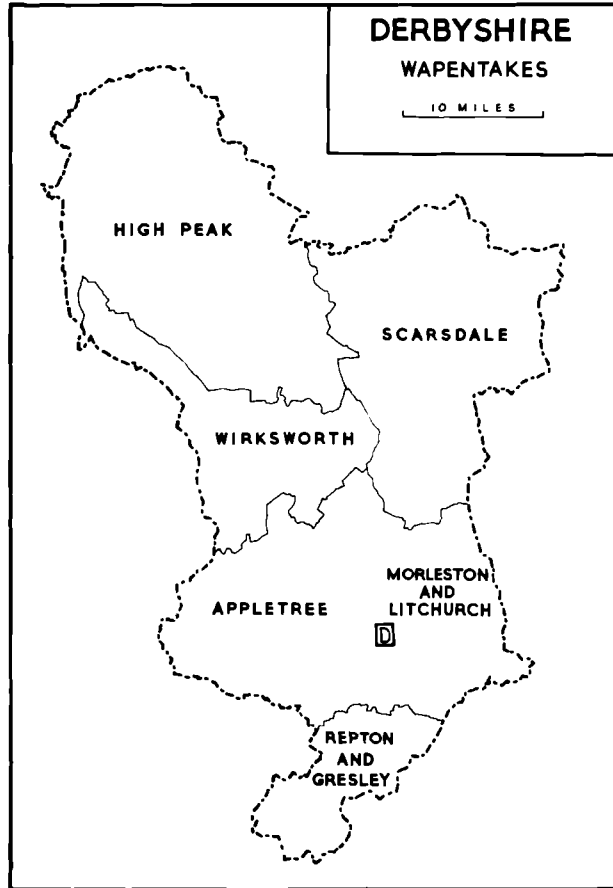 DERBYSHIRE
WAPENTAKES
10 MILES
HIGH PEAK
SCARSDALE
WIRKSWORTH
MORLESTON
AND
LITCHURCH
APPLETREE
D
REPTON
AND
GRESLEY